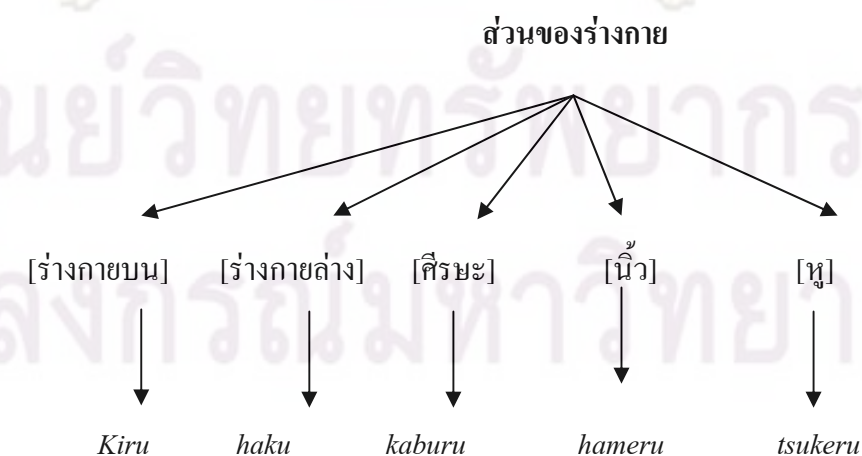 ส่วนของร่างกาย
[ร่างกายบน] [ร่างกายล่าง] [ศีรษะ] [นิ้ว] [หู]
Kiru haku kaburu hameru tsukeru